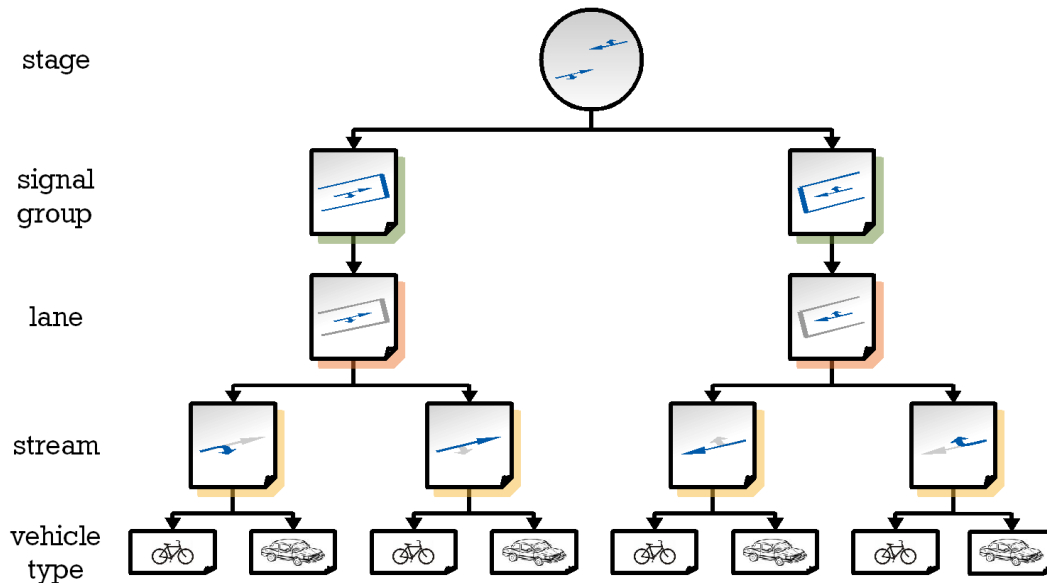 stage
signal
group
lane
stream
vehicle
type